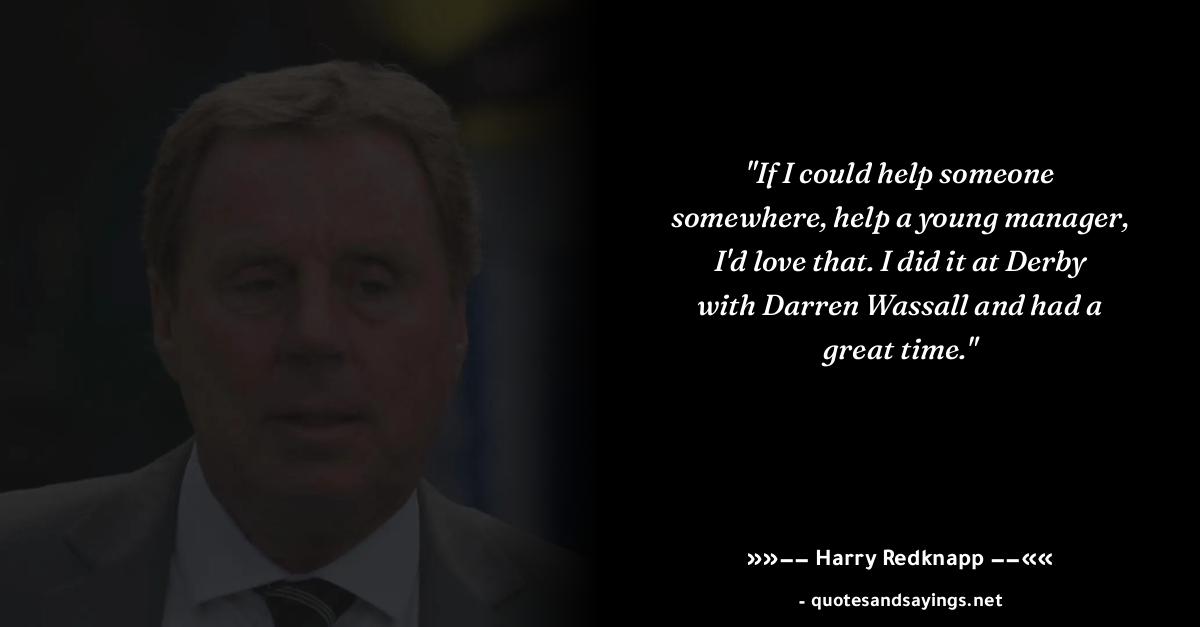 "If I could help someone
somewhere, help a young manager,
I'd love that. I did it at Derby
with Darren Wassall and had a
great time."
»»−− Harry Redknapp −−««
- quotesandsayings.net